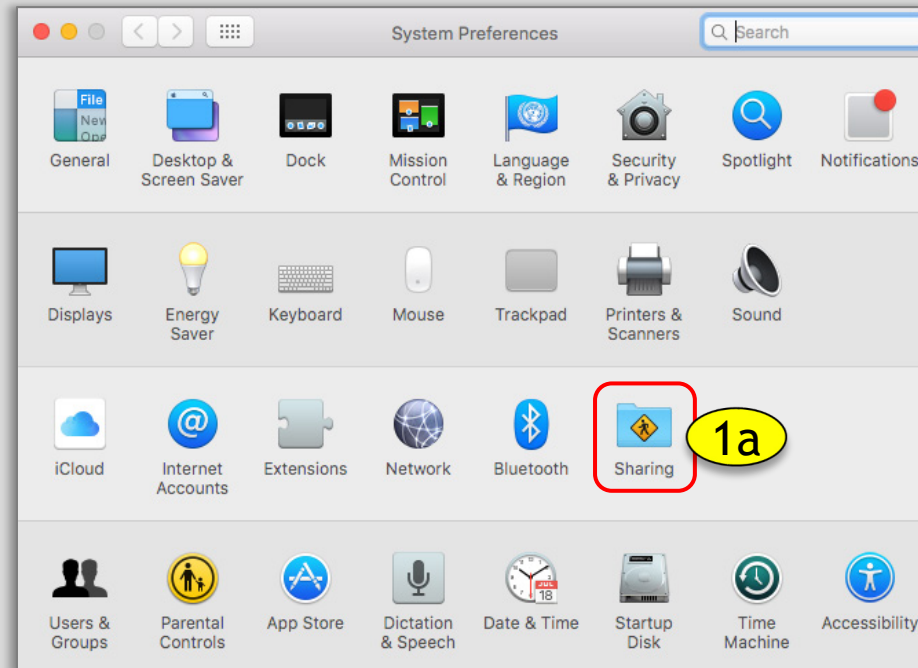 System Preferences
Search
File
New
Ope
General
Desktop &
Screen Saver
Dock
Mission
Control
Language
& Region
Security
& Privacy
Spotlight
Notifications
Displays
Energy
Saver
Keyboard
Mouse
Trackpad
Printers &
Scanners
Sound
iCloud
@
Internet
Accounts
Extensions
Network
Bluetooth
Sharing
1a
Users &
Groups
Parental
Controls
App Store
Dictation
& Speech
JUL
18
Date & Time
Startup
Disk
Time
Machine
Accessibility